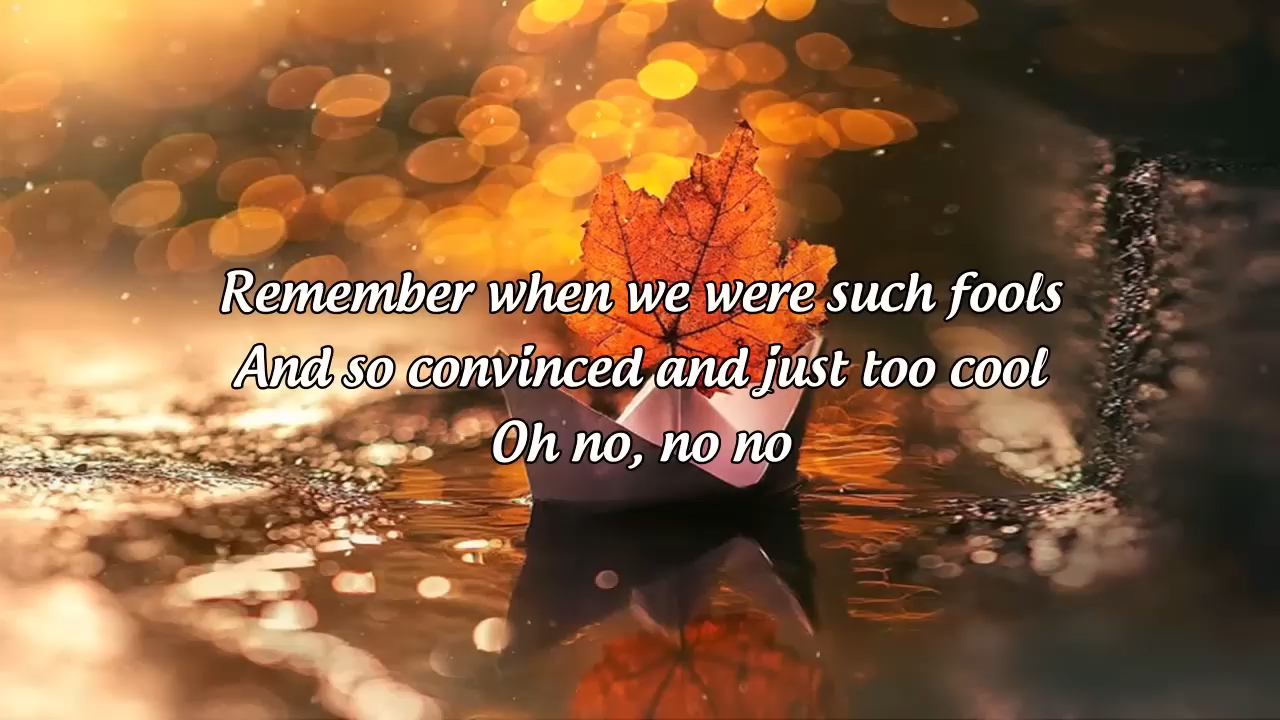 Remember when we were such fools
And so convinced and just too cool
Oh no, no no